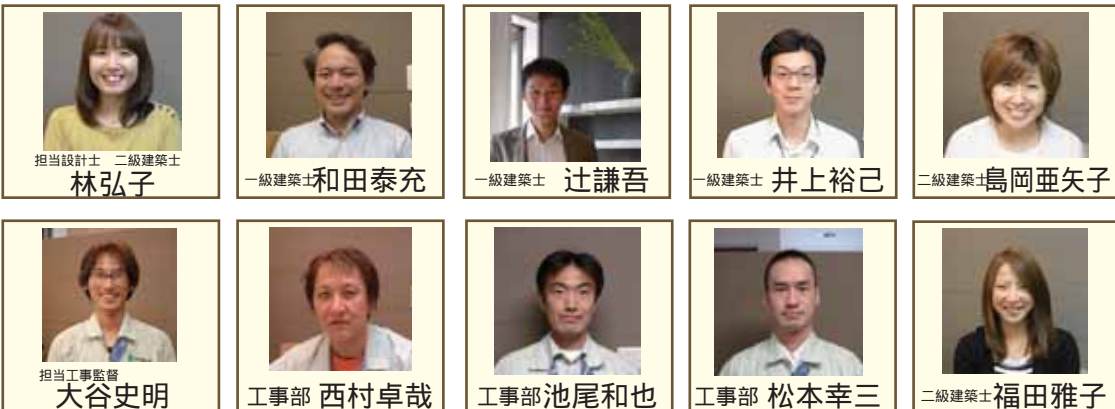 担当設計士　二級建築士
林弘子
一級建築士 和田泰充
一級建築士 辻謙吾
一級建築士 井上裕己
二級建築士 島岡亜矢子
担当工事監督
大谷史明
工事部 西村卓哉
工事部 池尾和也
工事部 松本幸三
二級建築士 福田雅子